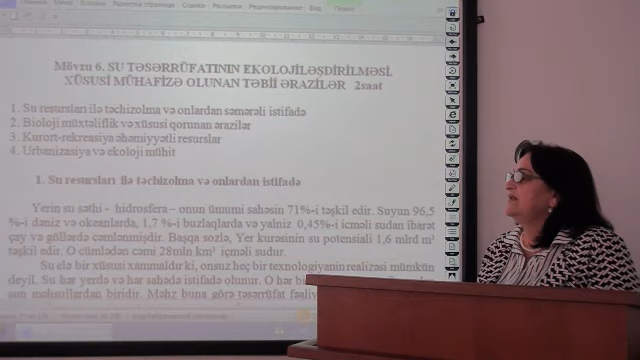 Mövzu 6. SU TƏSƏRRÜFATININ EKOLOJİLƏŞDİRİLMƏSİ.
XÜSUSİ MÜHAFİZƏ OLUNAN TƏBİİ ƏRAZİLƏR 2saat
1. Su resursları ilə təchizolma və onlardan səmərəli istifadə
2. Bioloji müxtəliflik və xüsusi qorunan ərazilər
3. Kurort-rekreasiya əhəmiyyətli resurslar
4. Urbanizasiya və ekoloji mühit
1. Su resursları ilə təchizolma və onlardan istifadə
Yerin su səthi - hidrosfera – onun ümumi sahəsin 71%-i təşkil edir. Suyun 96,5
%-i dəniz və okeanlarda, 1,7 %-i buzlaqlarda və yalniz 0,45%-i içməli sudan ibarət
çay və göllərdə cəmlənmişdir. Başqa sözlə, Yer kurəsinin su potensiali 1,6 mlrd m³
təşkil edir. O cümlədən cəmi 28mln km³ içməli sudur.
Su elə bir xüsusi xammaldır ki, onsuz heç bir texnologiyanin realizəsi mümkün
deyil. Su hər yerdə və hər sahədə istifadə olunur. O hər
son məhsullardan biridir. Məhz buna görə təsərrüfat